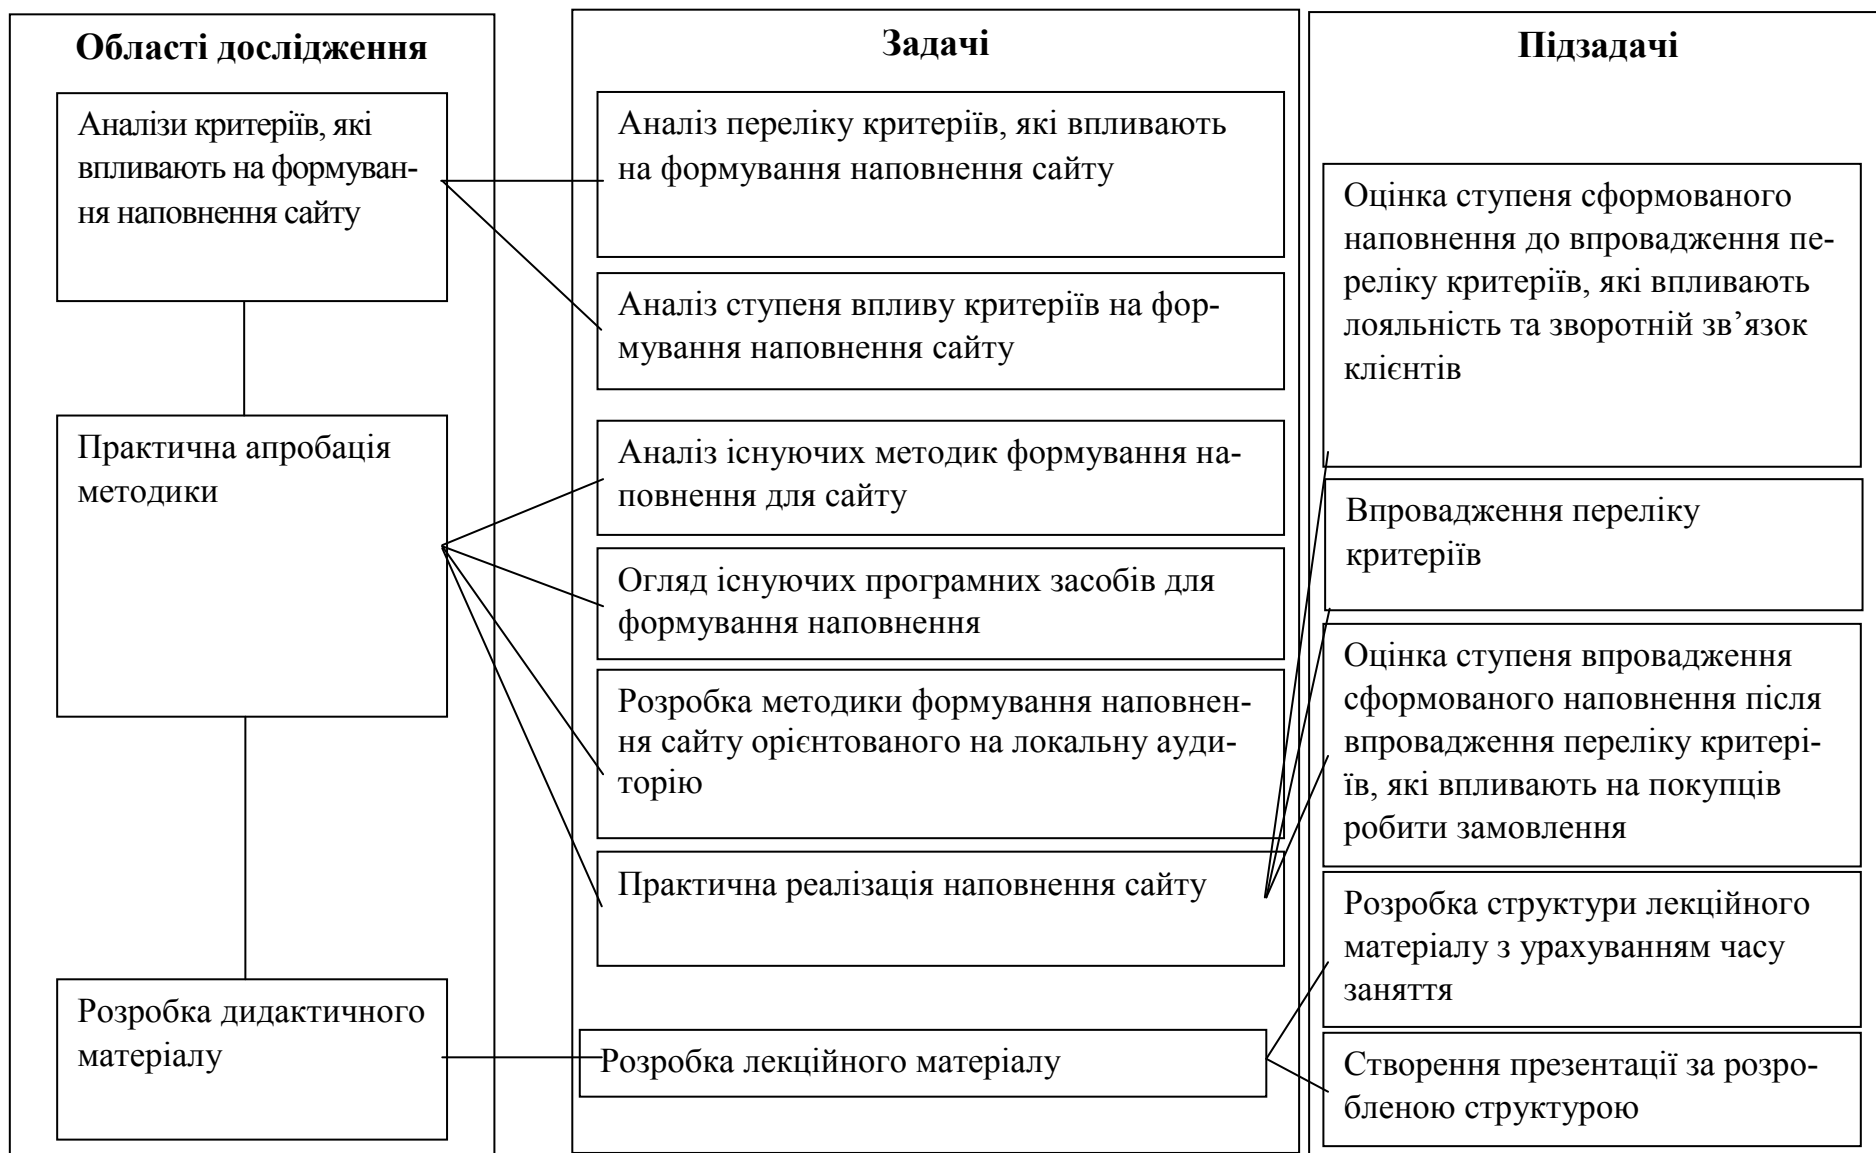 Області дослідження
Аналізи критеріїв, які
впливають на формуван-
ня наповнення сайту
Практична апробація
методики
Розробка дидактичного
матеріалу
Задачі
Аналіз переліку критеріїв, які впливають
на формування наповнення сайту
Аналіз ступеня впливу критеріїв на фор-
мування наповнення сайту
Аналіз існуючих методик формування на-
повнення для сайту
Огляд існуючих програмних засобів для
формування наповнення
Розробка методики формування наповнен-
ня сайту орієнтованого на локальну ауди-
торію
Практична реалізація наповнення сайту
Розробка лекційного матеріалу
Підзадачі
Оцінка ступеня сформованого
наповнення до впровадження пе-
реліку критеріїв, які впливають
лояльність та зворотній зв’язок
клієнтів
Впровадження переліку
критеріїв
Оцінка ступеня впровадження
сформованого наповнення після
впровадження переліку критері-
їв, які впливають на покупців
робити замовлення
Розробка структури лекційного
матеріалу з урахуванням часу
заняття
Створення презентації за розро-
бленою структурою